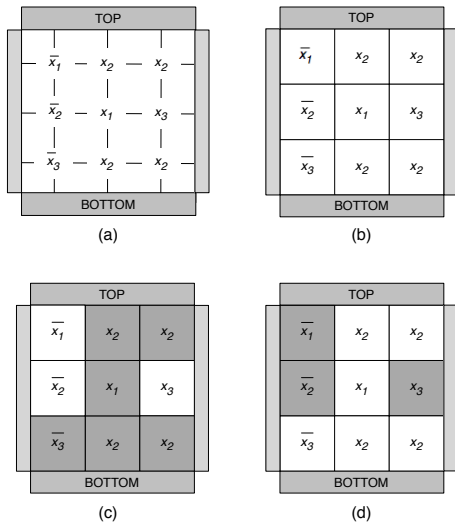 TOP TOP
x̅₁ x₂ x₂ x̅₁ x₂ x₂
x̅₂ x₁ x₃ x̅₂ x₁ x₃
x̅₃ x₂ x₂ x̅₃ x₂ x₂
BOTTOM BOTTOM
(a) (b)
TOP TOP
x̅₁ x₂ x₂ x̅₁ x₂ x₂
x̅₂ x₁ x₃ x̅₂ x₁ x₃
x̅₃ x₂ x₂ x̅₃ x₂ x₂
BOTTOM BOTTOM
(c) (d)